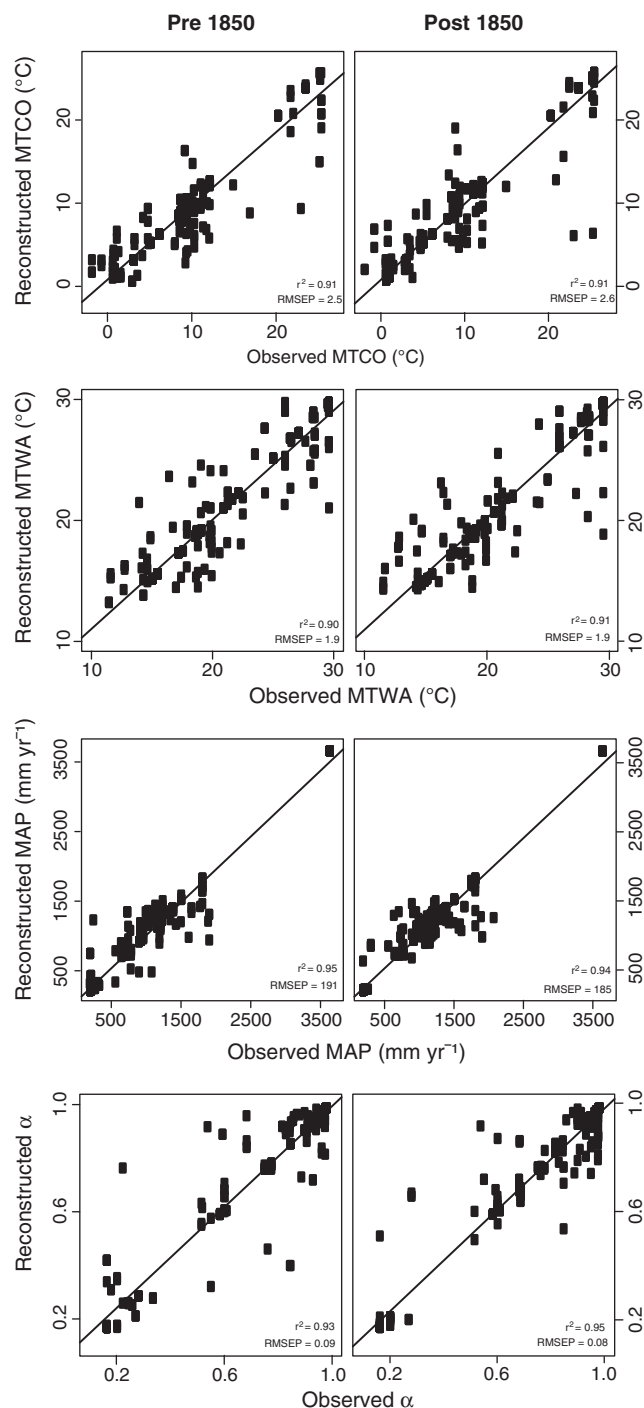 Pre 1850 Post 1850
Reconstructed MTCO (°C)
0 10 20
r² = 0.91
RMSEP = 2.5
r² = 0.91
RMSEP = 2.6
0 10 20
0 10 20
0 10 20
Observed MTCO (°C)
Reconstructed MTWA (°C)
10 20 30
r² = 0.90
RMSEP = 1.9
r² = 0.91
RMSEP = 1.9
10 20 30
10 20 30
10 20 30
Observed MTWA (°C)
Reconstructed MAP (mm yr⁻¹)
500 1500 2500 3500
r² = 0.95
RMSEP = 191
r² = 0.94
RMSEP = 185
500 1500 2500 3500
500 1500 2500 3500
500 1500 2500 3500
Observed MAP (mm yr⁻¹)
Reconstructed α
0.2 0.6 1.0
r² = 0.93
RMSEP = 0.09
r² = 0.95
RMSEP = 0.08
0.2 0.6 1.0
0.2 0.6 1.0
0.2 0.6 1.0
Observed α